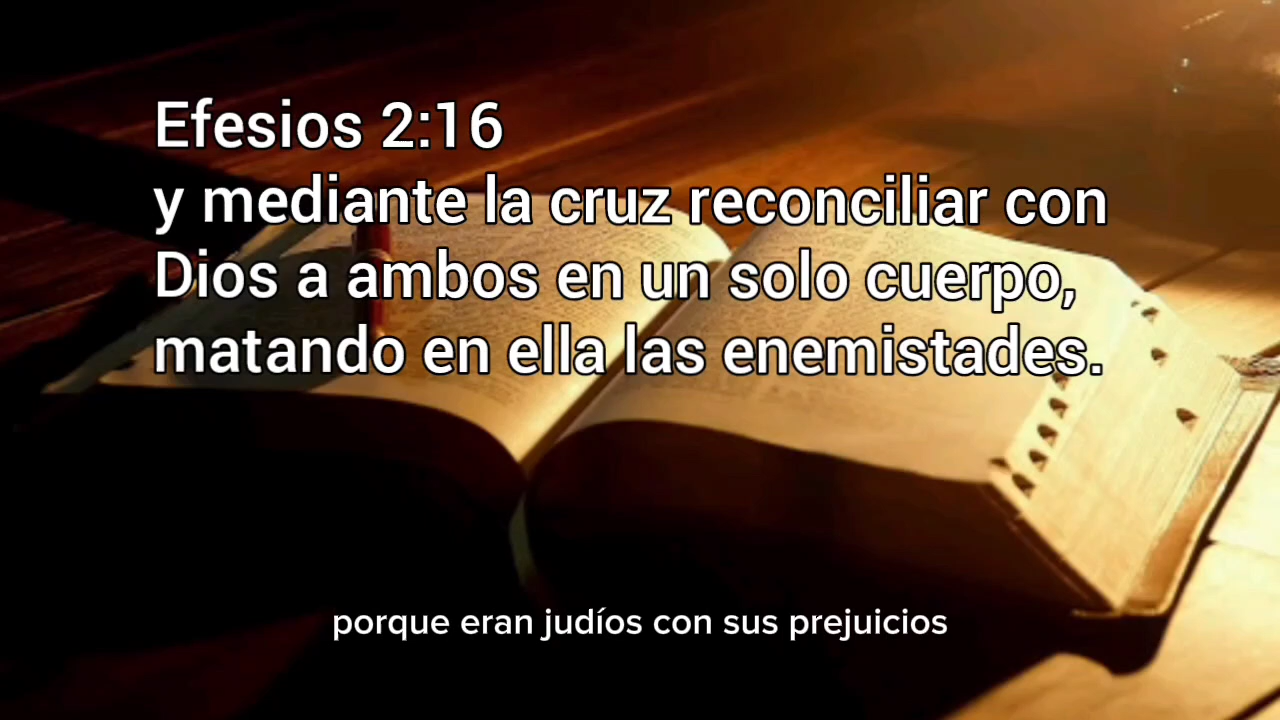 Efesios 2:16
y mediante la cruz reconciliar con
Dios a ambos en un solo cuerpo,
matando en ella las enemistades.
porque eran judíos con sus prejuicios